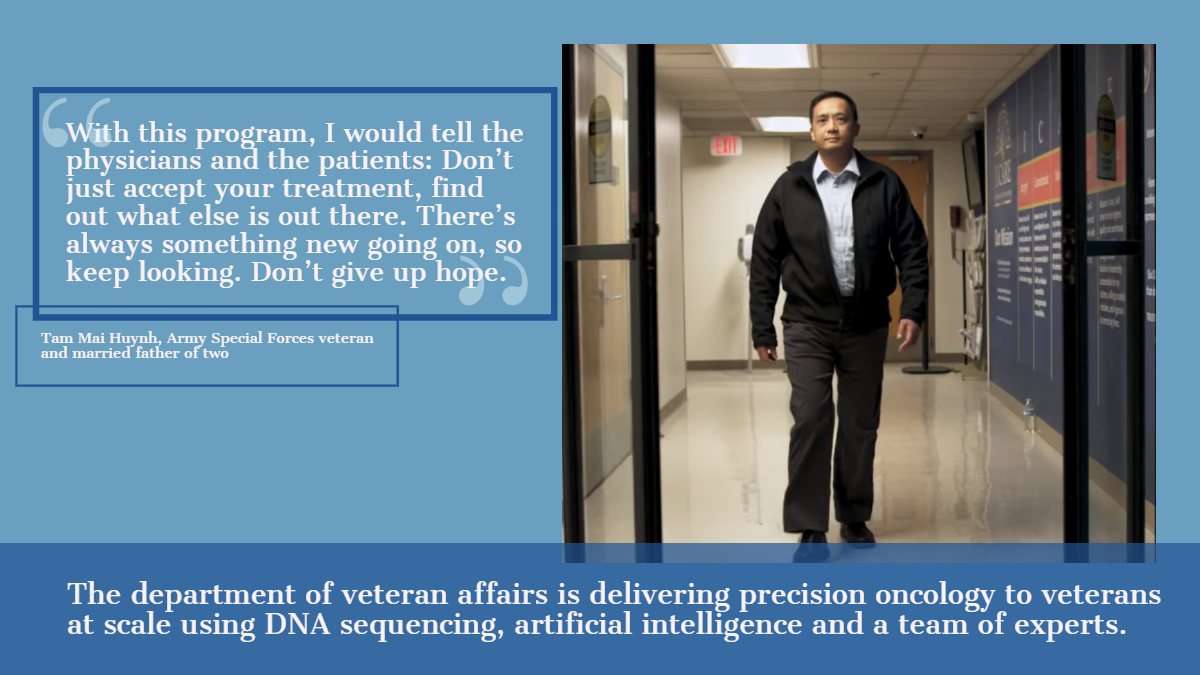 With this program, I would tell the
physicians and the patients: Don’t
just accept your treatment, find
out what else is out there. There’s
always something new going on, so
keep looking. Don’t give up hope.
Tam Mai Huynh, Army Special Forces veteran
and married father of two
EXIT
I CARE
Our Mission
The department of veteran affairs is delivering precision oncology to veterans
at scale using DNA sequencing, artificial intelligence and a team of experts.